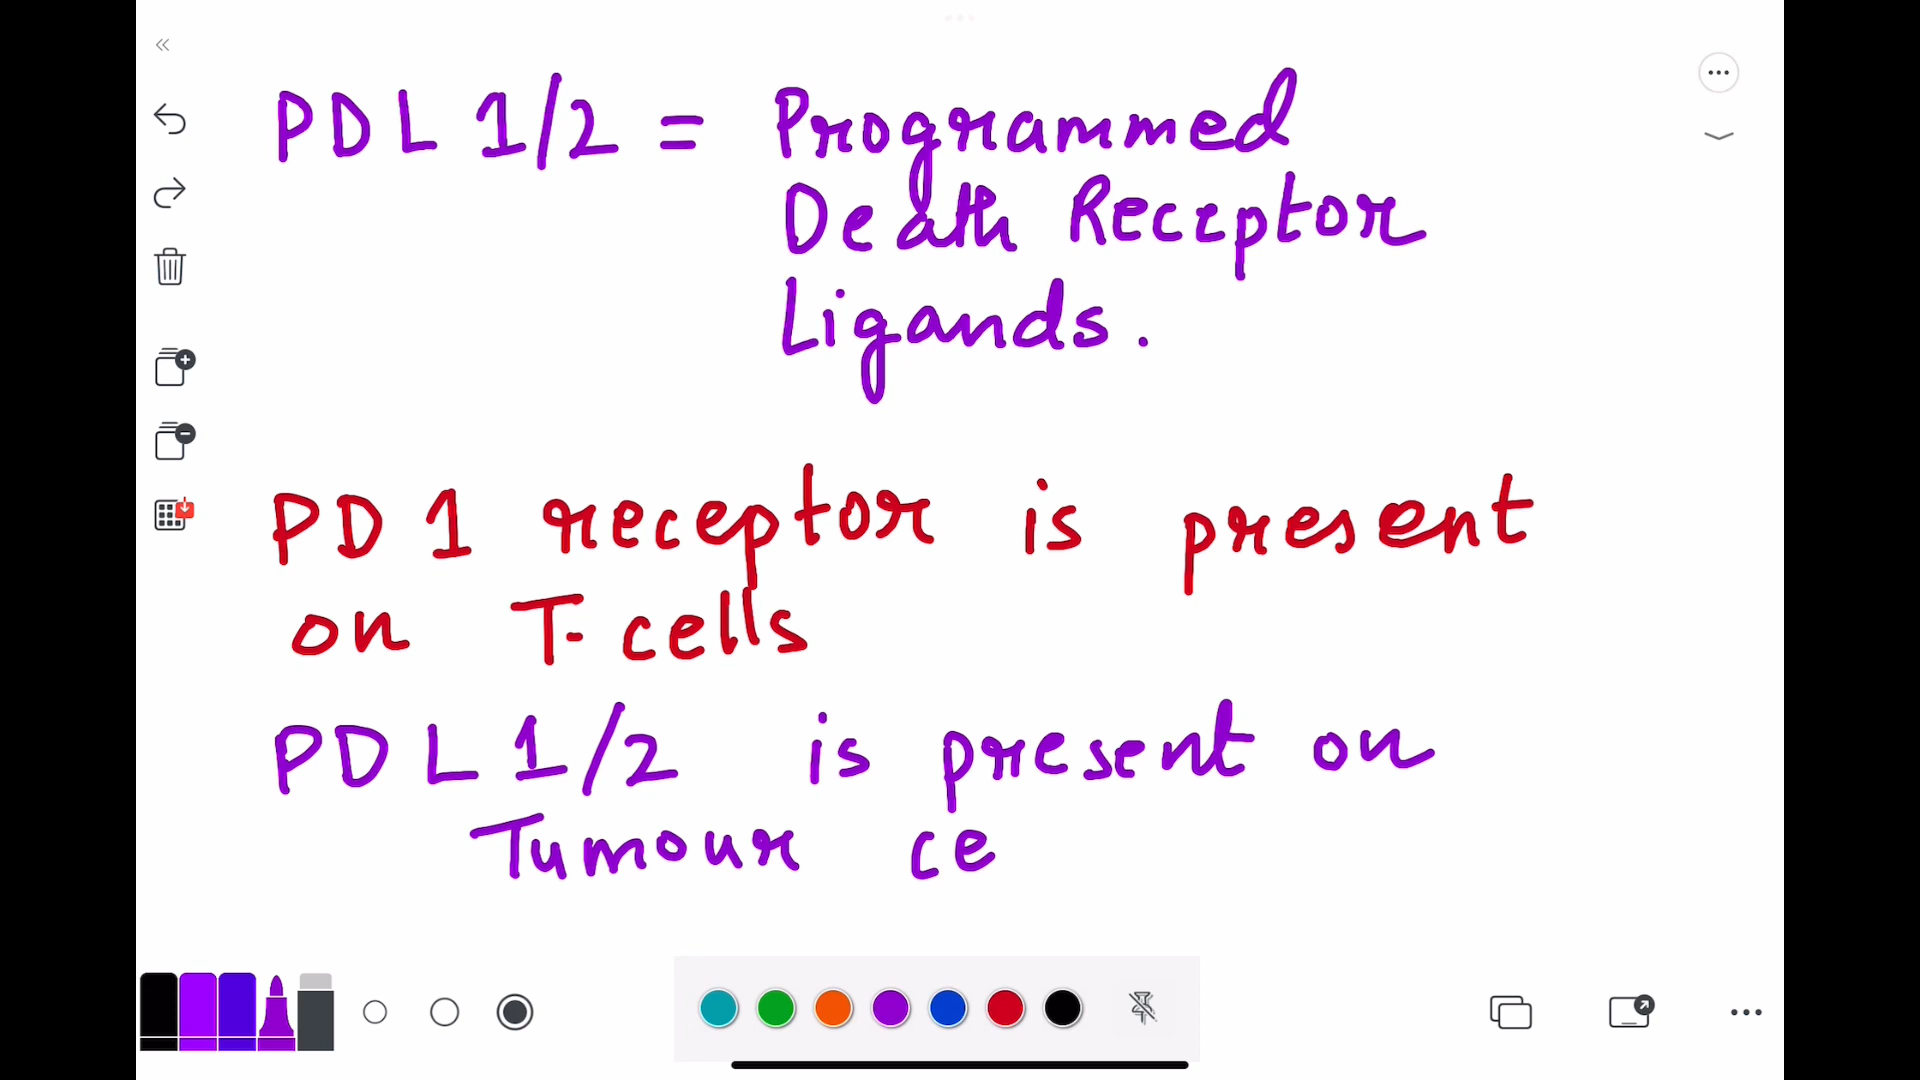 PDL 1/2 = Programmed
Death Receptor
Ligands.
PD 1 receptor is present
on T-cells
PDL 1/2 is present on
Tumour ce